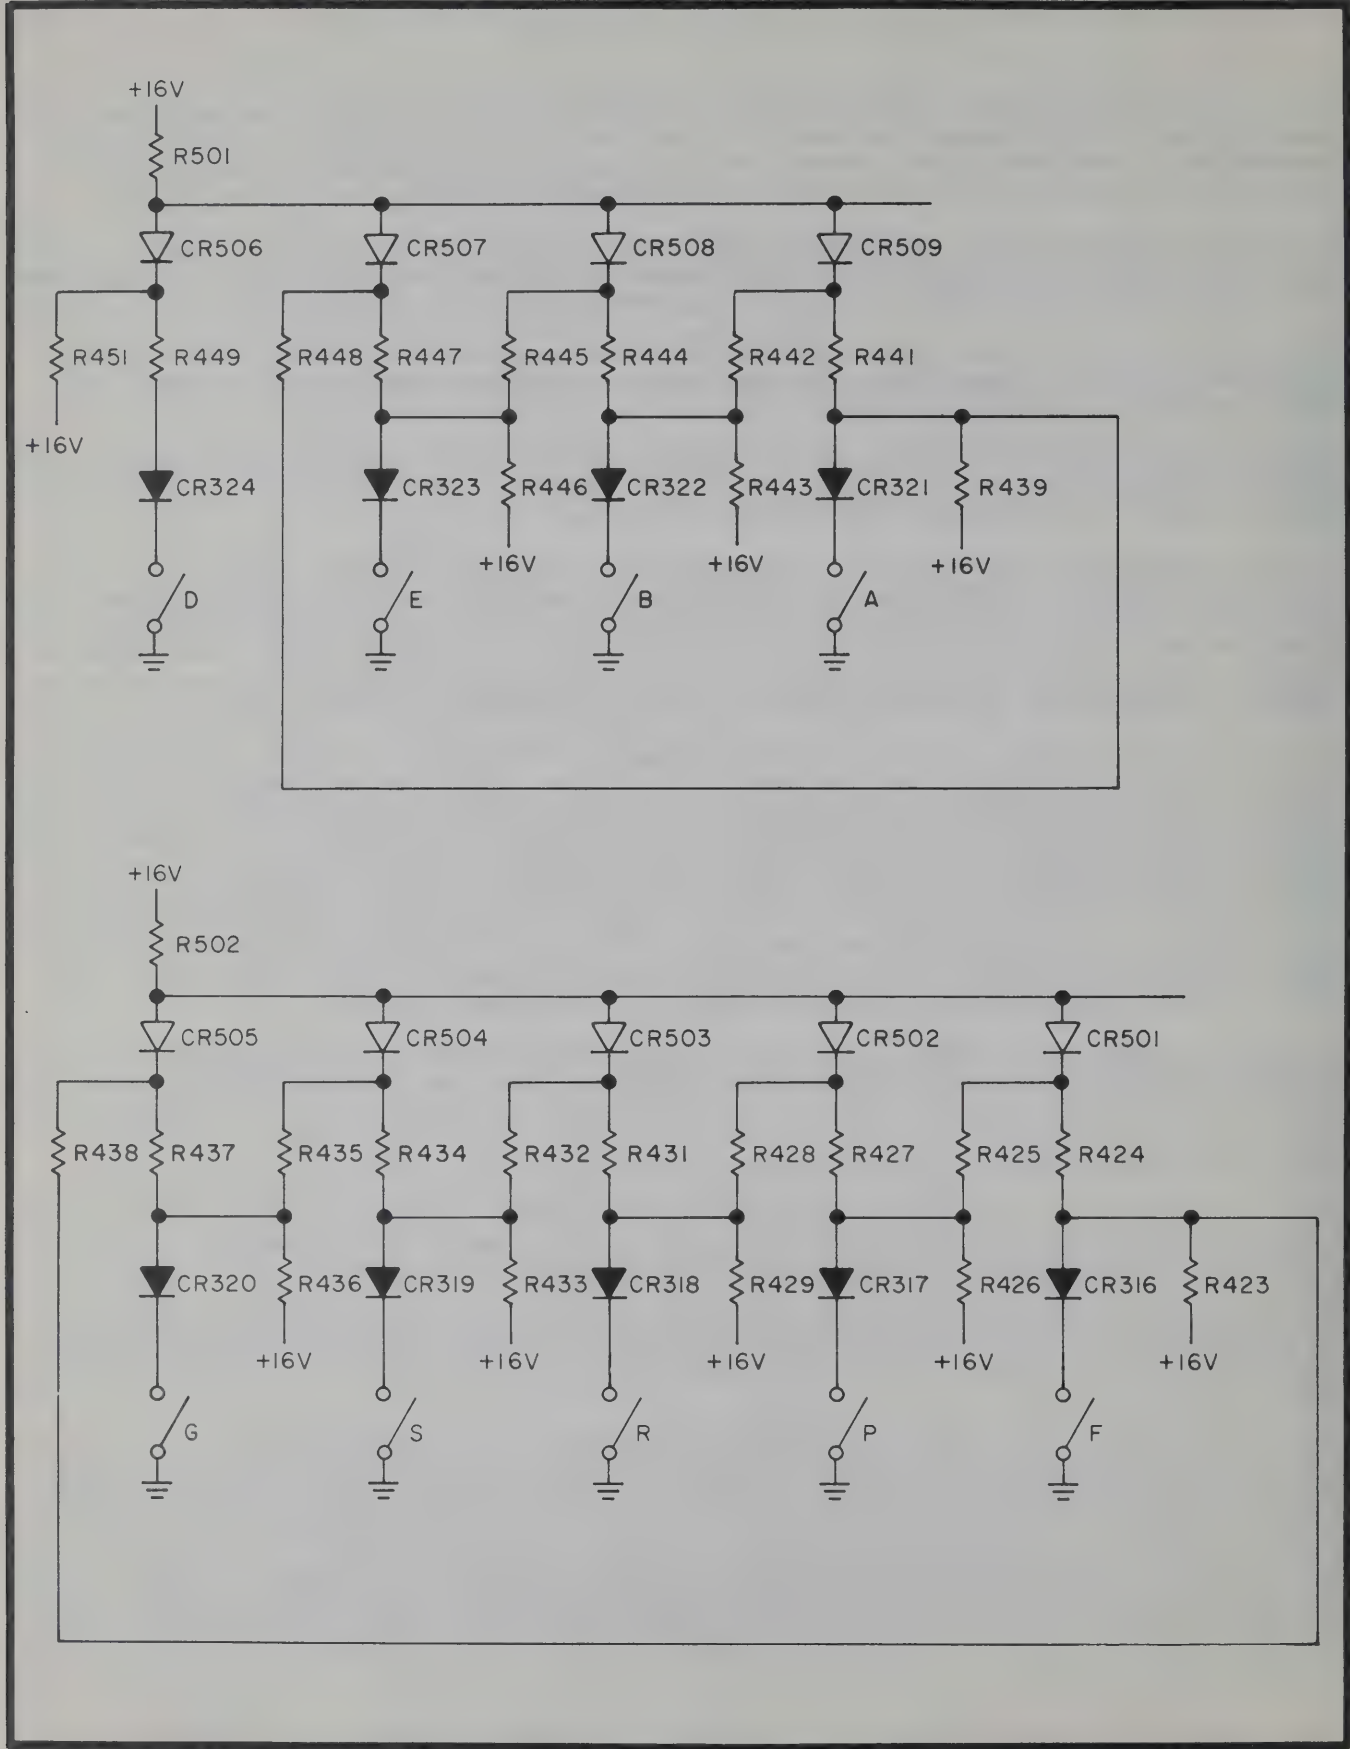 +16V
R501
CR506 CR507 CR508 CR509
R451 R449 R448 R447 R445 R444 R442 R441
+16V
CR324 CR323 R446 CR322 R443 CR321 R439
+16V +16V +16V
D E B A
+16V
R502
CR505 CR504 CR503 CR502 CR501
R438 R437 R435 R434 R432 R431 R428 R427 R425 R424
CR320 R436 CR319 R433 CR318 R429 CR317 R426 CR316 R423
+16V +16V +16V +16V +16V
G S R P F